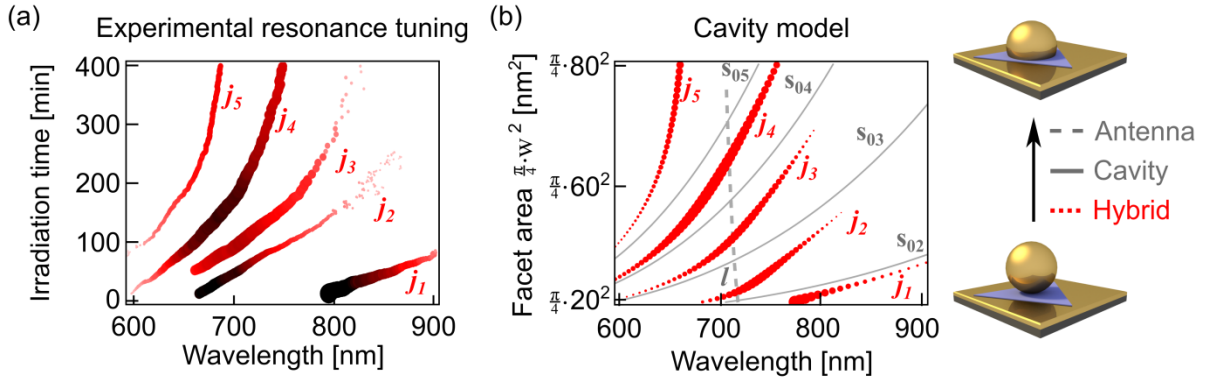 (a) Experimental resonance tuning
Irradiation time [min]
400
300
200
100
0
600 700 800 900
Wavelength [nm]
j₅
j₄
j₃
j₂
j₁
(b) Cavity model
Facet area π/4·w² [nm²]
π/4·80²
π/4·60²
π/4·20²
600 700 800 900
Wavelength [nm]
s₀₅
s₀₄
s₀₃
s₀₂
j₅
j₄
j₃
j₂
j₁
l
Antenna
Cavity
Hybrid